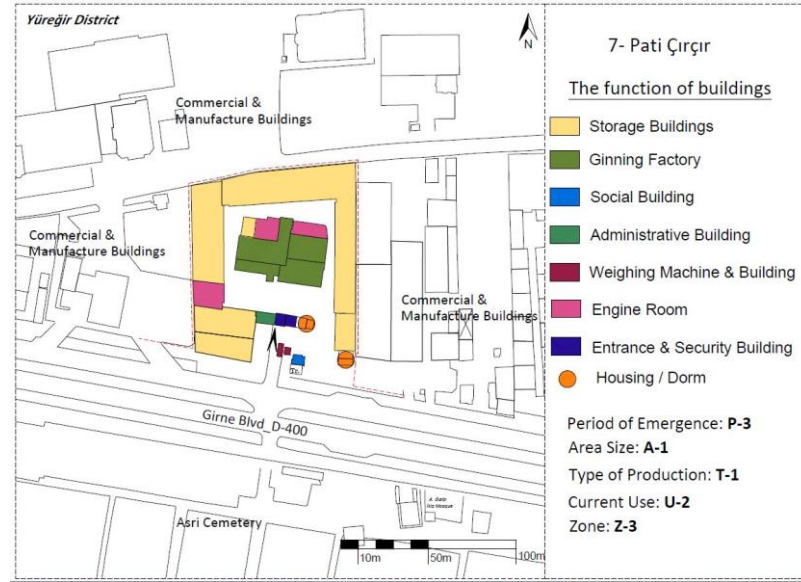 Yüreğir District
N
Commercial &
Manufacture Buildings
Commercial &
Manufacture Buildings
Commercial &
Manufacture Buildings
Girne Blvd_D-400
Asri Cemetery
10m 50m 100m
7- Pati Çırçır
The function of buildings
Storage Buildings
Ginning Factory
Social Building
Administrative Building
Weighing Machine & Building
Engine Room
Entrance & Security Building
Housing / Dorm
Period of Emergence: P-3
Area Size: A-1
Type of Production: T-1
Current Use: U-2
Zone: Z-3